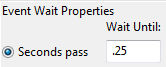 Event Wait Properties
Wait Until:
Seconds pass .25